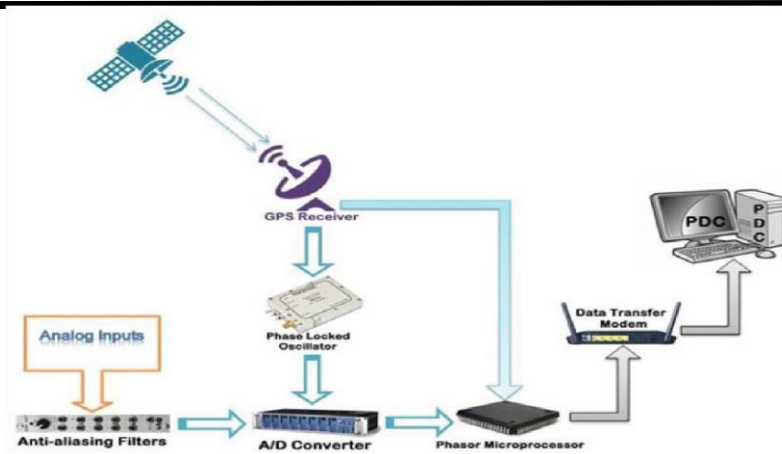 GPS Receiver
PDC
P
D
C
Phase Locked
Oscillator
Data Transfer
Modem
Analog Inputs
Anti-aliasing Filters
A/D Converter
Phasor Microprocessor